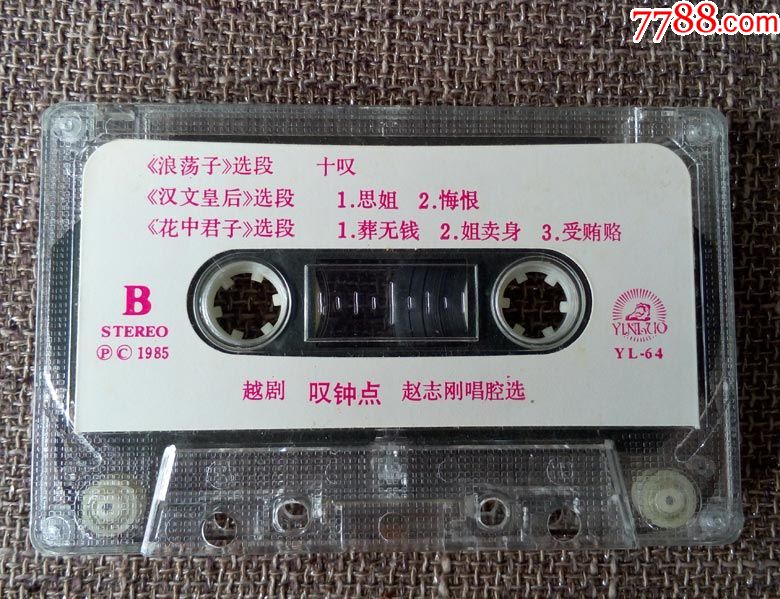 7788.com
《浪荡子》选段 十叹
《汉文皇后》选段 1.思姐 2.悔恨
《花中君子》选段 1.葬无钱 2.姐卖身 3.受贿赂
B
STEREO
ⓅⒸ 1985
YL-64
越剧 叹钟点 赵志刚唱腔选